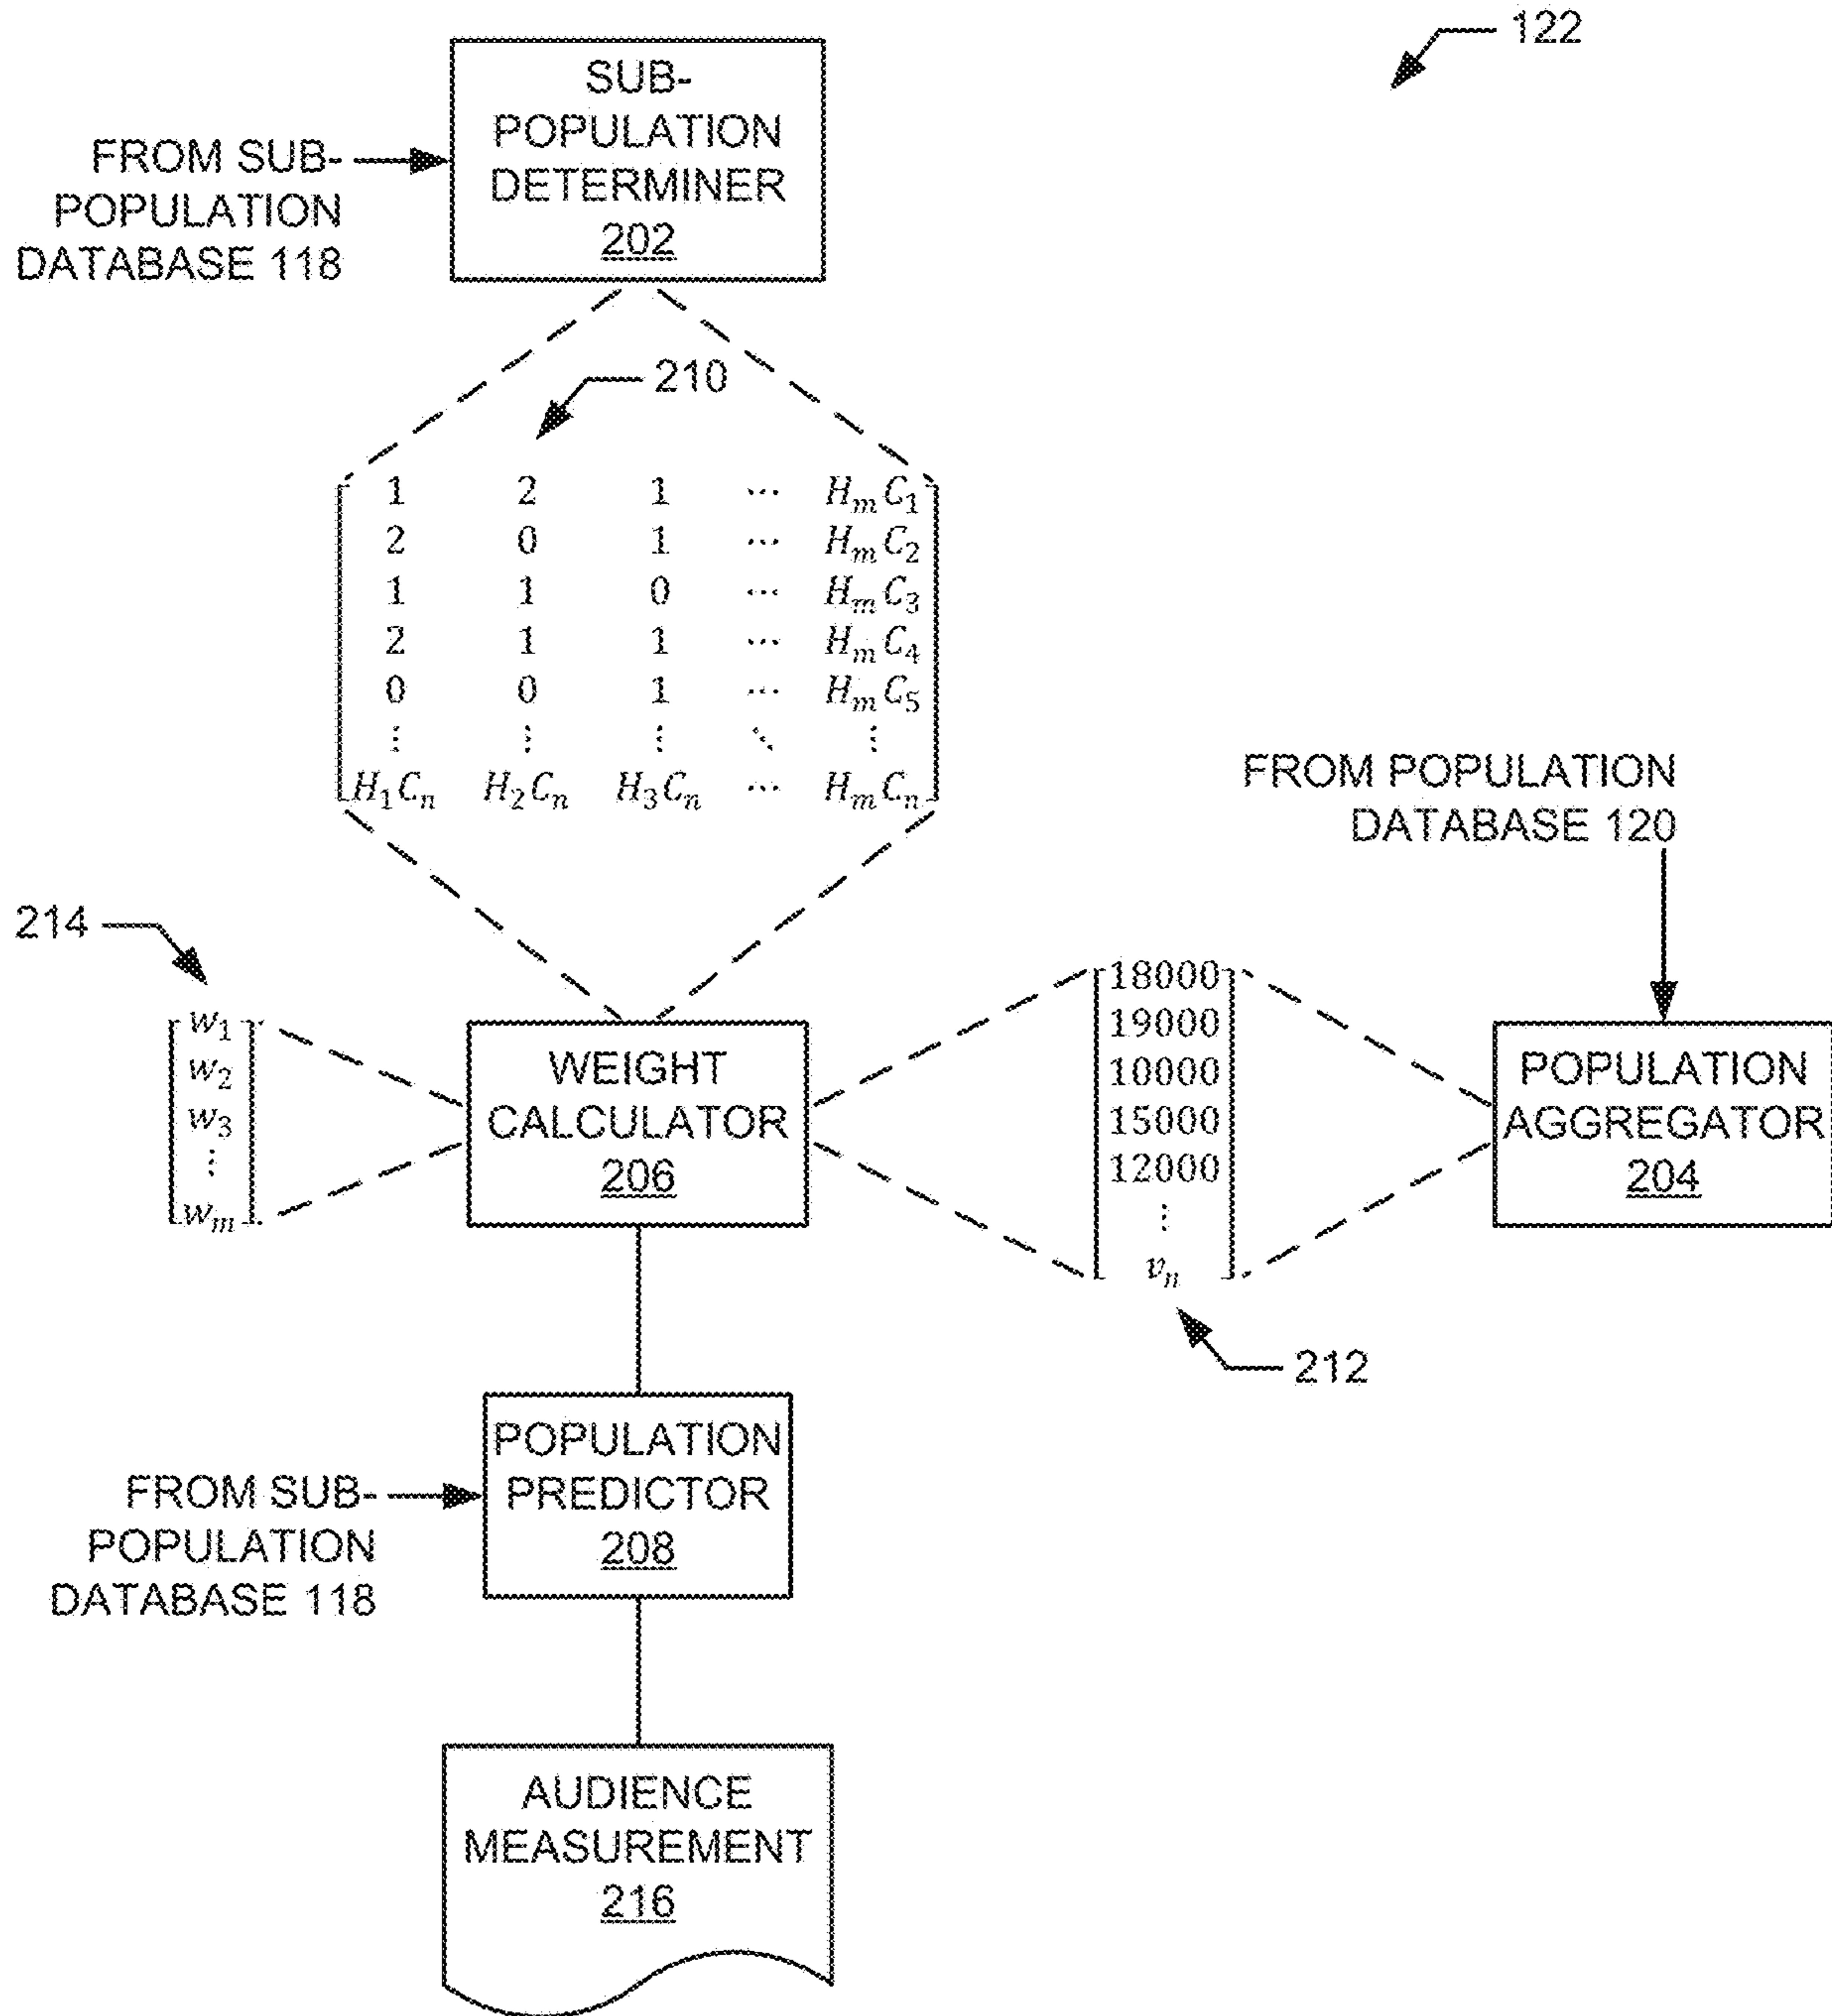 122
SUB-
POPULATION
DETERMINER
202
FROM SUB-
POPULATION
DATABASE 118
210
1 2 1 ⋯ HₘC₁
2 0 1 ⋯ HₘC₂
1 1 0 ⋯ HₘC₃
2 1 1 ⋯ HₘC₄
0 0 1 ⋯ HₘC₅
⋮ ⋮ ⋮ ⋱ ⋮
H₁Cₙ H₂Cₙ H₃Cₙ ⋯ HₘCₙ
FROM POPULATION
DATABASE 120
214
w₁
w₂
w₃
⋮
wₘ
WEIGHT
CALCULATOR
206
18000
19000
10000
15000
12000
⋮
vₙ
212
POPULATION
AGGREGATOR
204
POPULATION
PREDICTOR
208
FROM SUB-
POPULATION
DATABASE 118
AUDIENCE
MEASUREMENT
216